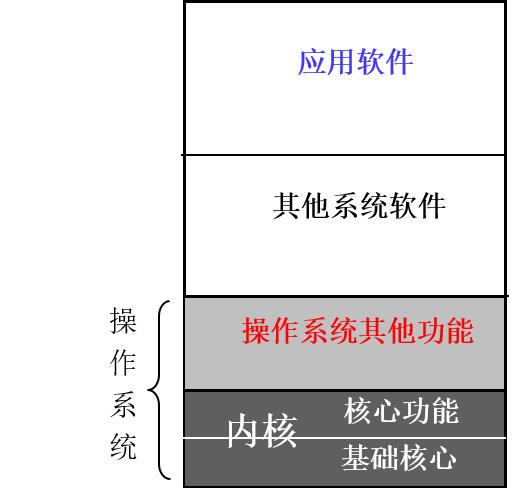 应用软件
其他系统软件
操作系统其他功能
操作系统
内核
核心功能
基础核心